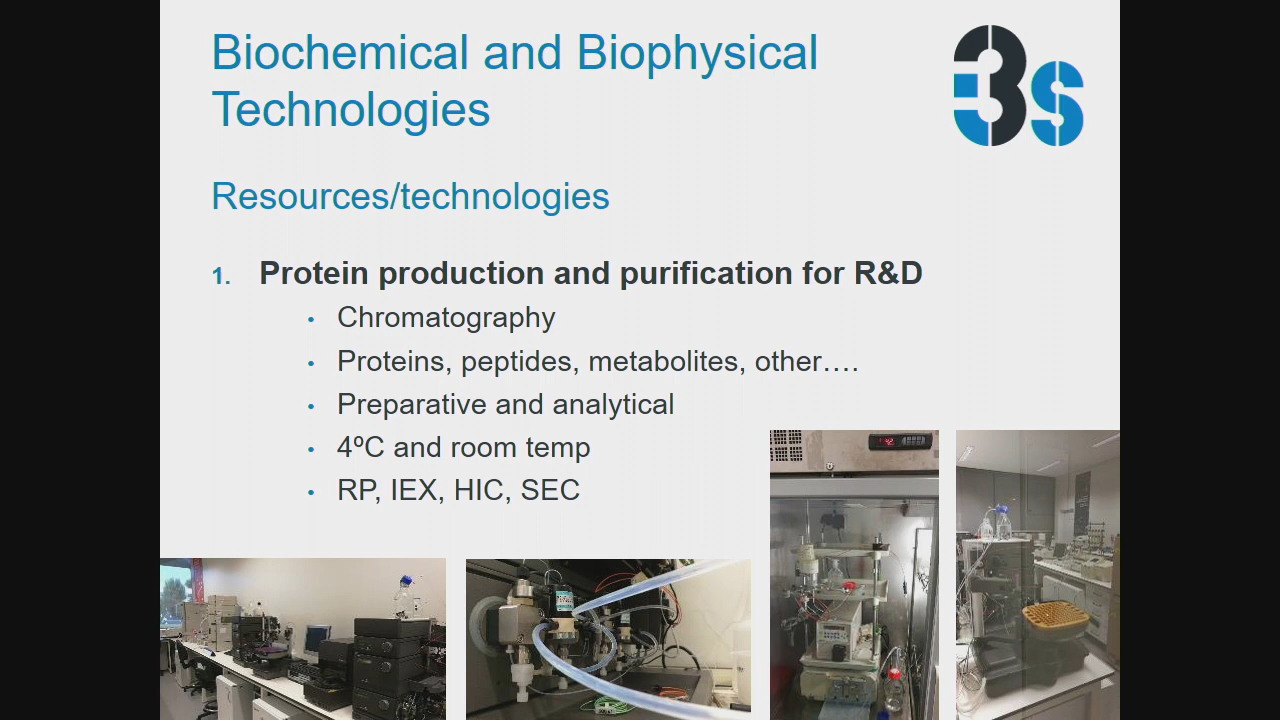 Biochemical and Biophysical
Technologies
3s
Resources/technologies
1. Protein production and purification for R&D
• Chromatography
• Proteins, peptides, metabolites, other….
• Preparative and analytical
• 4ºC and room temp
• RP, IEX, HIC, SEC